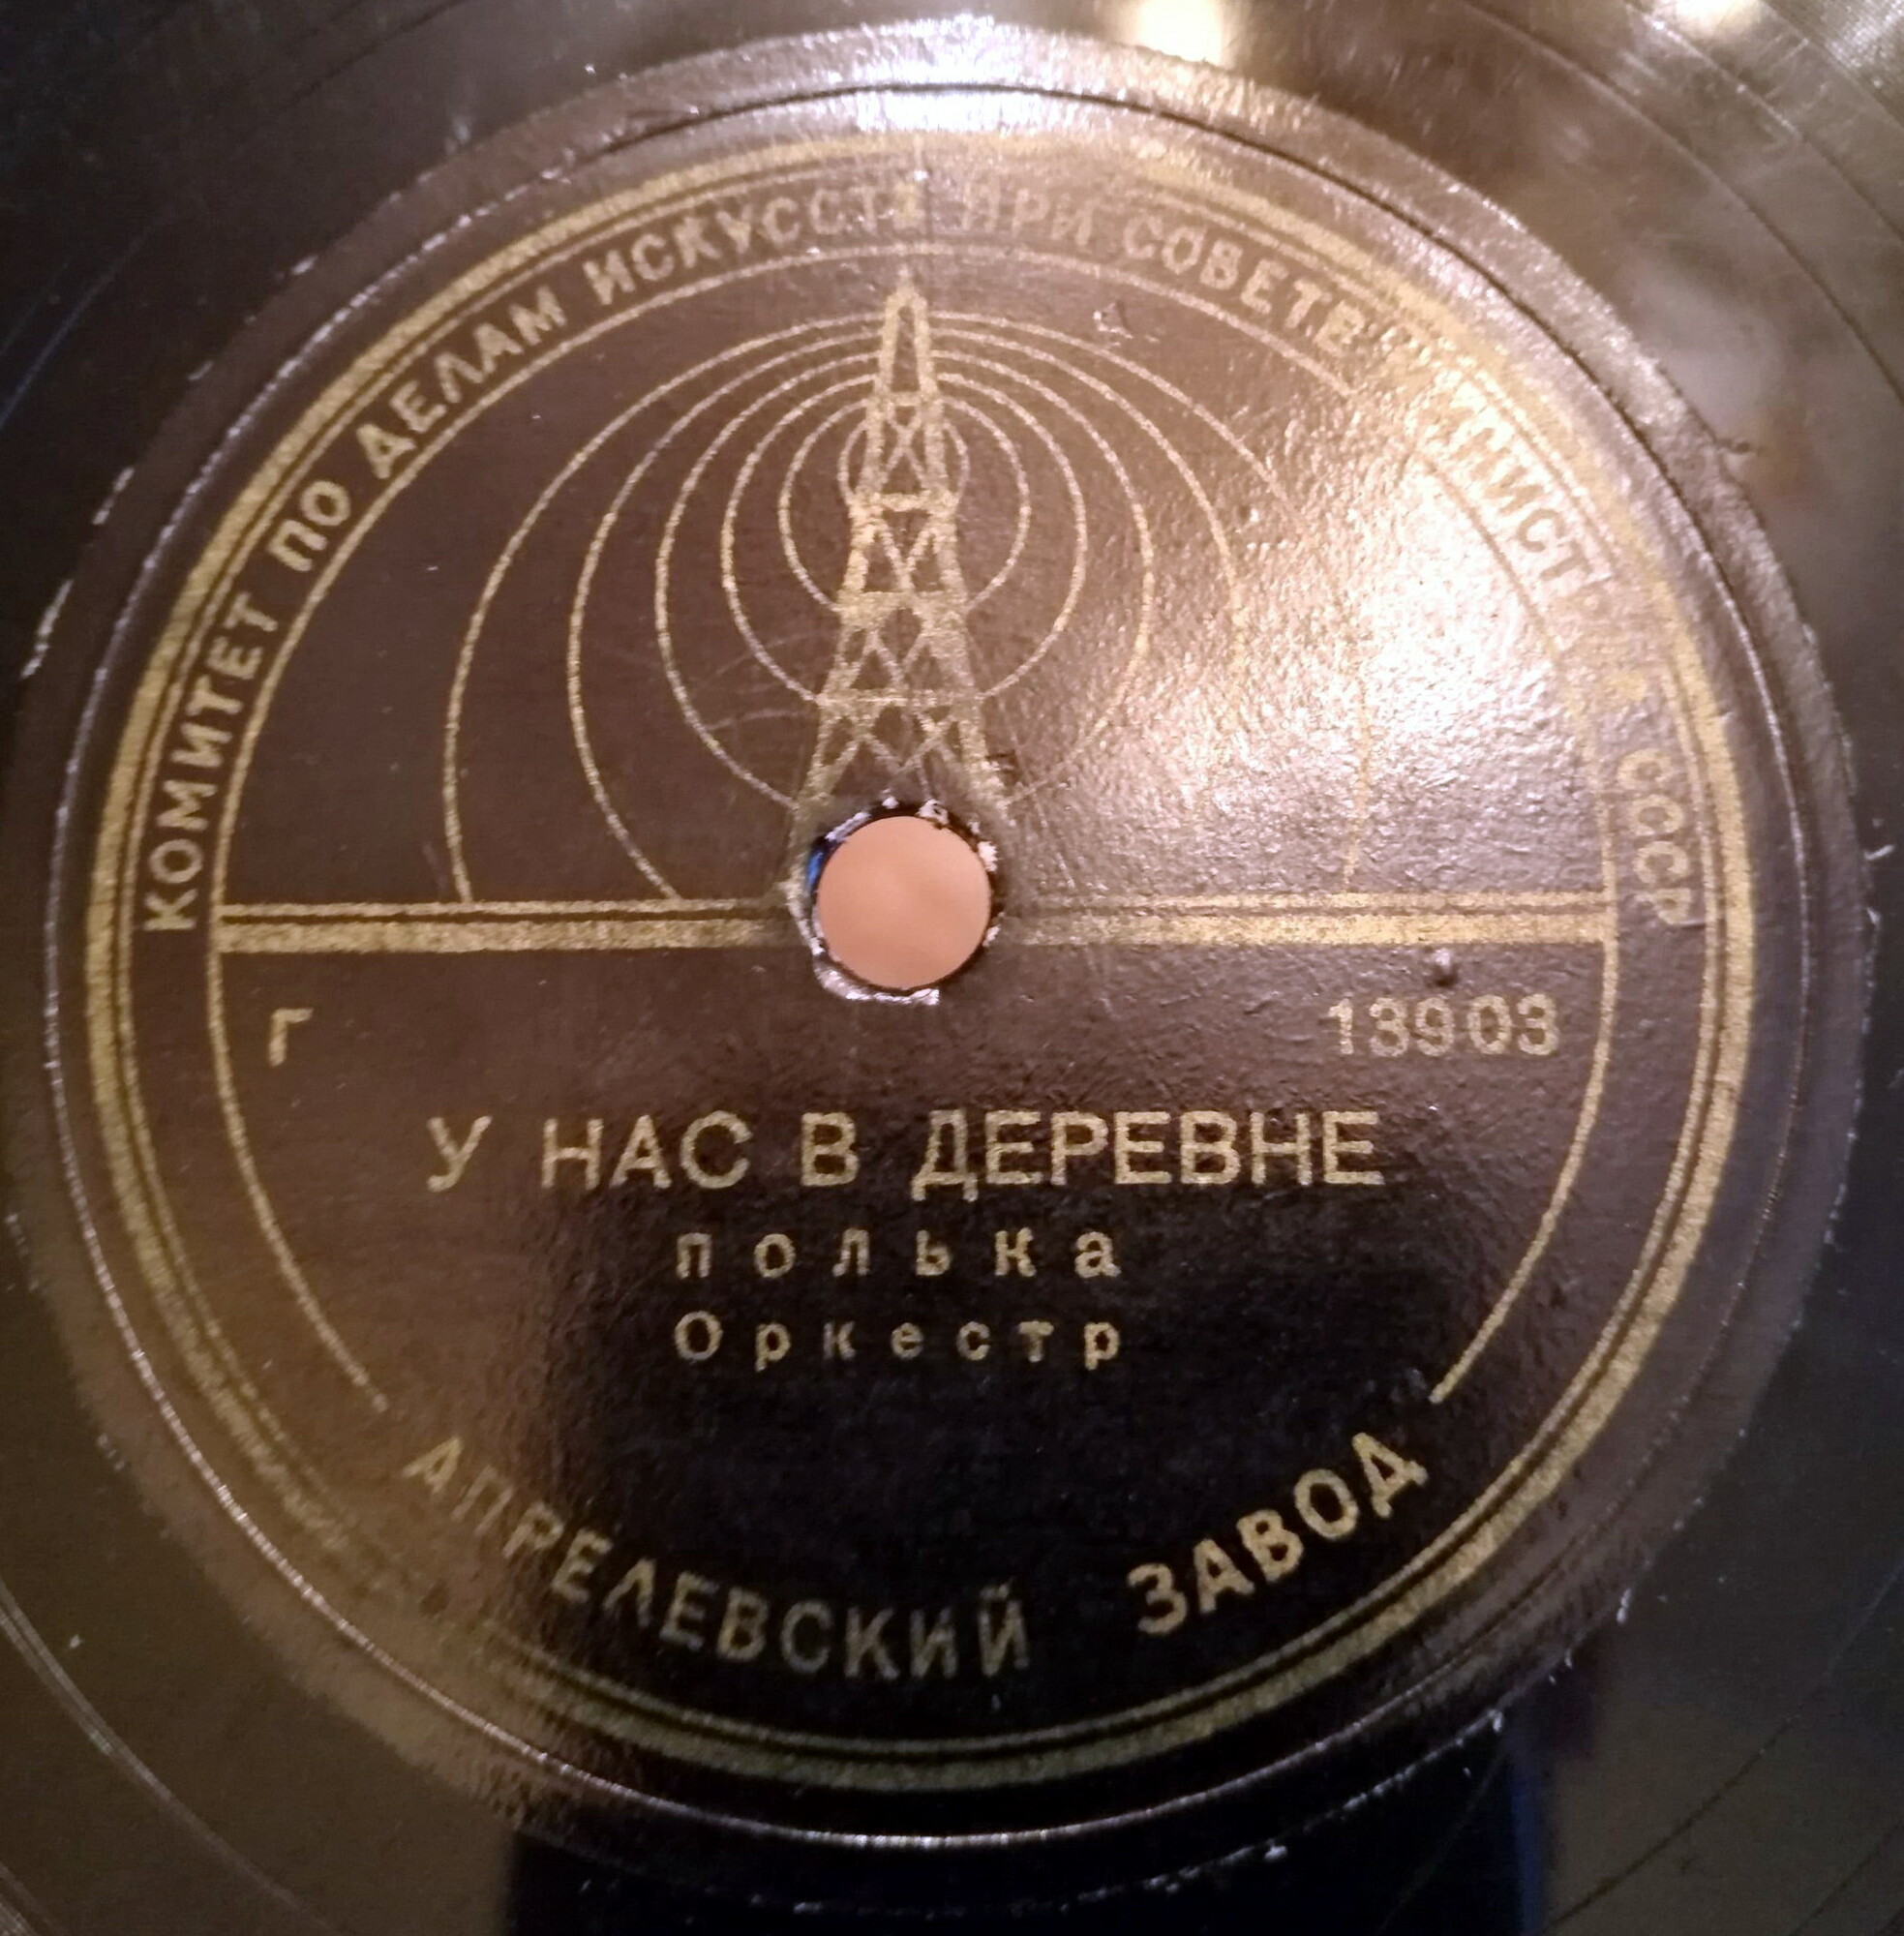 КОМИТЕТ ПО ДЕЛАМ ИСКУССТВ ПРИ СОВЕТЕ МИНИСТРОВ СССР
Г 13903
У НАС В ДЕРЕВНЕ
полька
Оркестр
АПРЕЛЕВСКИЙ ЗАВОД